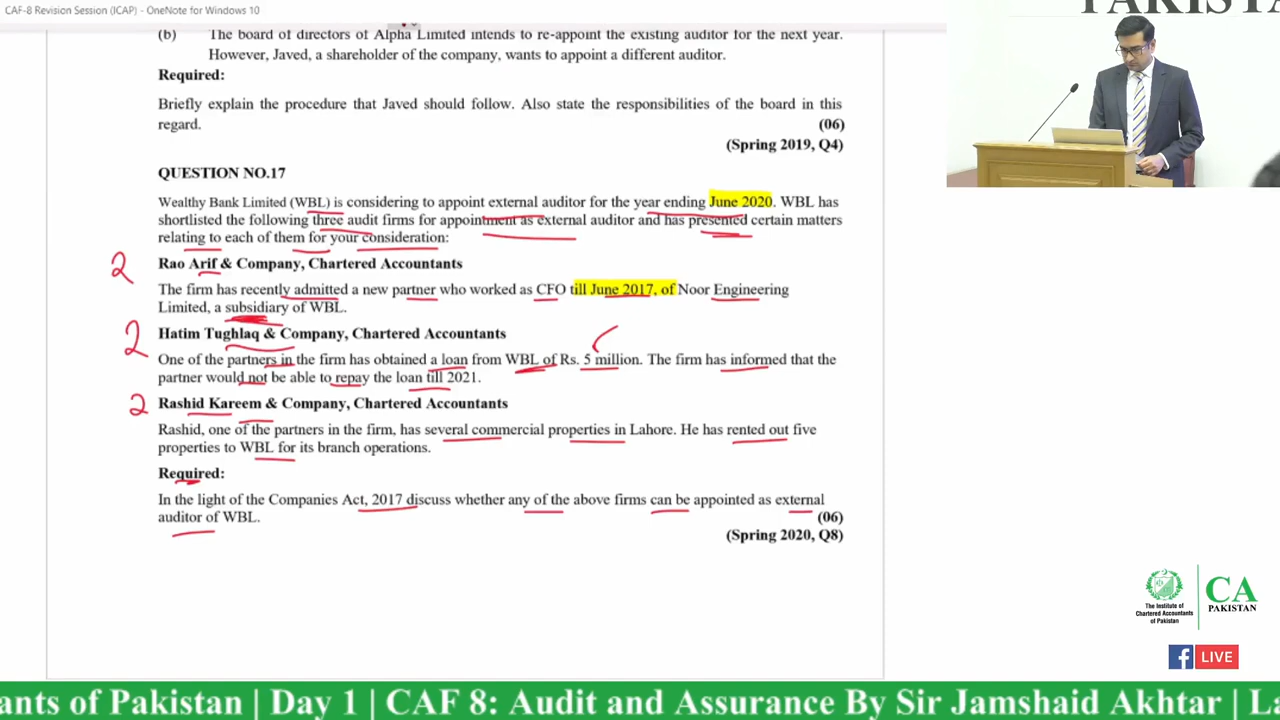 CAF-8 Revision Session (ICAP) - OneNote for Windows 10
PAKISTA
(b) The board of directors of Alpha Limited intends to re-appoint the existing auditor for the next year.
However, Javed, a shareholder of the company, wants to appoint a different auditor.
Required:
Briefly explain the procedure that Javed should follow. Also state the responsibilities of the board in this
regard. (06)
(Spring 2019, Q4)
QUESTION NO.17
Wealthy Bank Limited (WBL) is considering to appoint external auditor for the year ending June 2020. WBL has
shortlisted the following three audit firms for appointment as external auditor and has presented certain matters
relating to each of them for your consideration:
2 Rao Arif & Company, Chartered Accountants
The firm has recently admitted a new partner who worked as CFO till June 2017, of Noor Engineering
Limited, a subsidiary of WBL.
2 Hatim Tughlaq & Company, Chartered Accountants
One of the partners in the firm has obtained a loan from WBL of Rs. 5 million. The firm has informed that the
partner would not be able to repay the loan till 2021.
2 Rashid Kareem & Company, Chartered Accountants
Rashid, one of the partners in the firm, has several commercial properties in Lahore. He has rented out five
properties to WBL for its branch operations.
Required:
In the light of the Companies Act, 2017 discuss whether any of the above firms can be appointed as external
auditor of WBL. (06)
(Spring 2020, Q8)
The Institute of
Chartered Accountants
of Pakistan
CA
PAKISTAN
f LIVE
ants of Pakistan | Day 1 | CAF 8: Audit and Assurance By Sir Jamshaid Akhtar | La